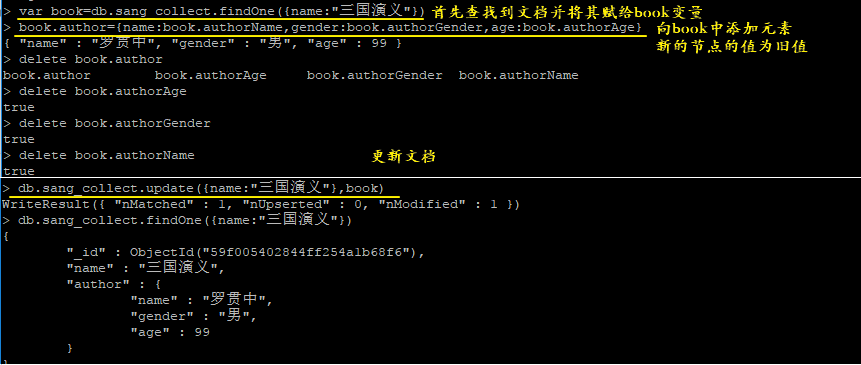 > var book=db.sang_collect.findOne({name:"三国演义"}) 首先查找到文档并将其赋给book变量
> book.author={name:book.authorName,gender:book.authorGender,age:book.authorAge} 向book中添加元素
{ "name" : "罗贯中", "gender" : "男", "age" : 99 } 新的节点的值为旧值
> delete book.author
book.author book.authorAge book.authorGender book.authorName
> delete book.authorAge
true
> delete book.authorGender
true
> delete book.authorName 更新文档
true
> db.sang_collect.update({name:"三国演义"},book)
WriteResult({ "nMatched" : 1, "nUpserted" : 0, "nModified" : 1 })
> db.sang_collect.findOne({name:"三国演义"})
{
"_id" : ObjectId("59f005402844ff254a1b68f6"),
"name" : "三国演义",
"author" : {
"name" : "罗贯中",
"gender" : "男",
"age" : 99
}
}